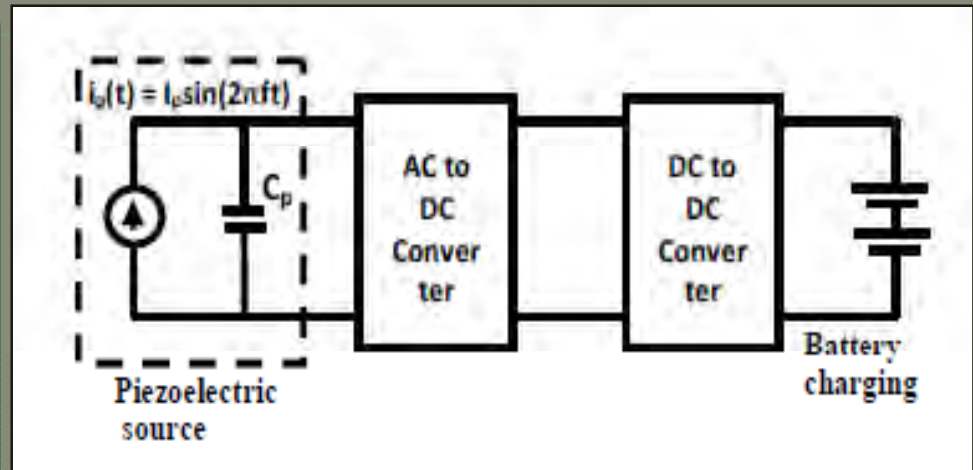 iₚ(t) = Iₚsin(2πft)
Cₚ
AC to
DC
Conver
ter
DC to
DC
Conver
ter
Battery
charging
Piezoelectric
source